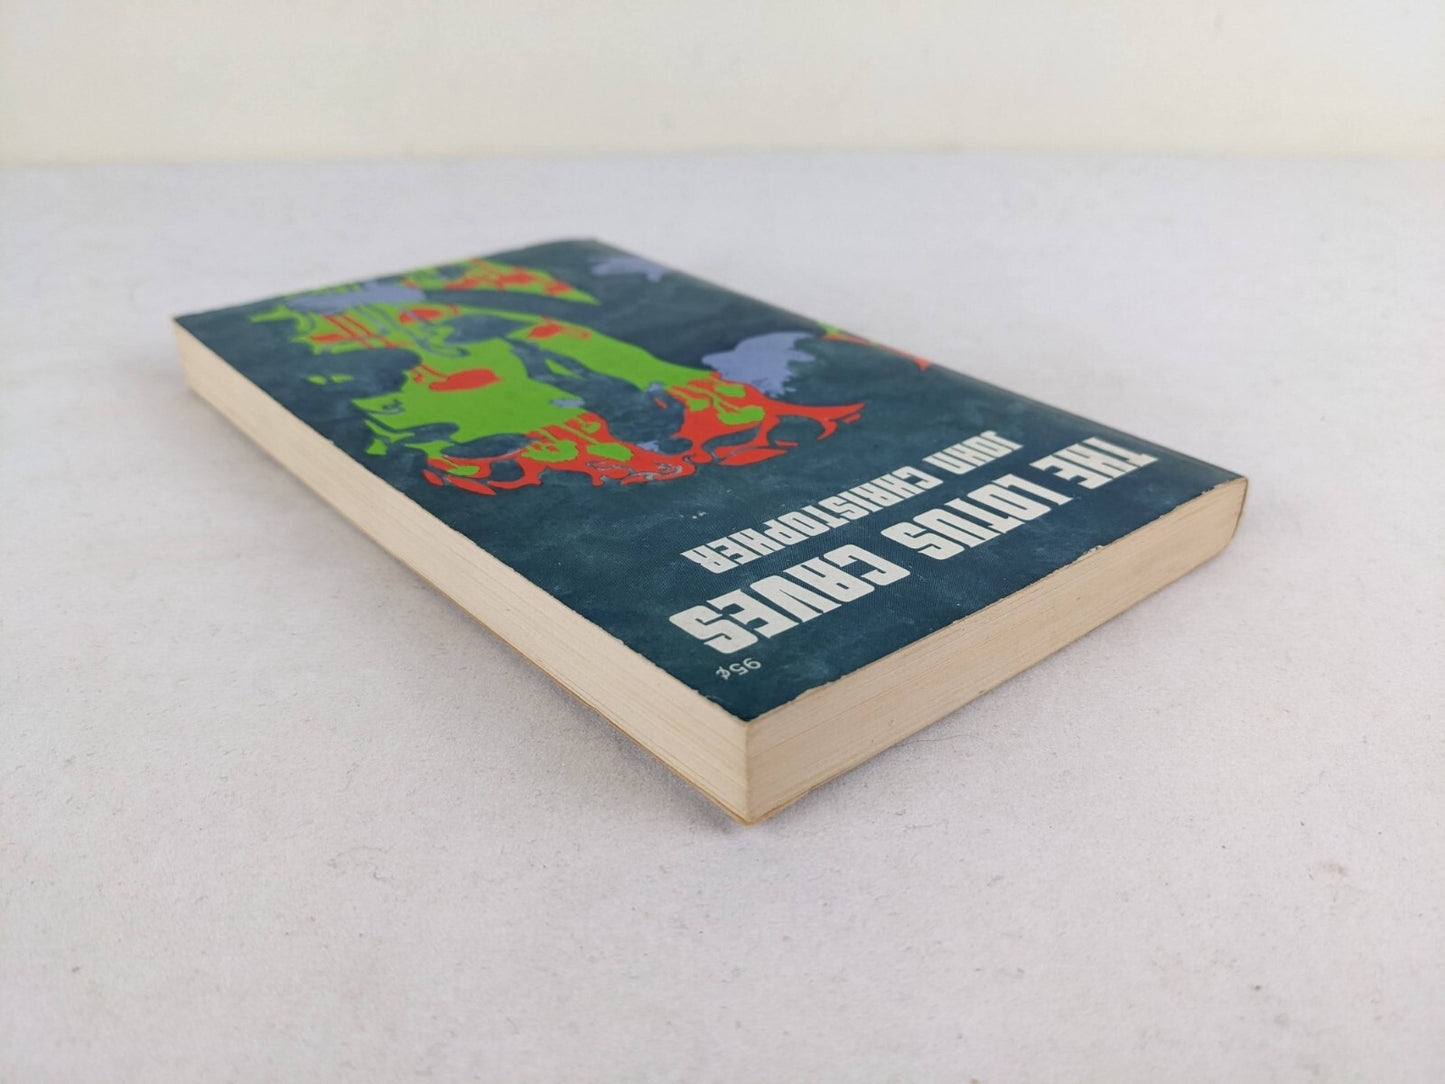 95¢
THE LOTUS CAVES
JOHN CHRISTOPHER